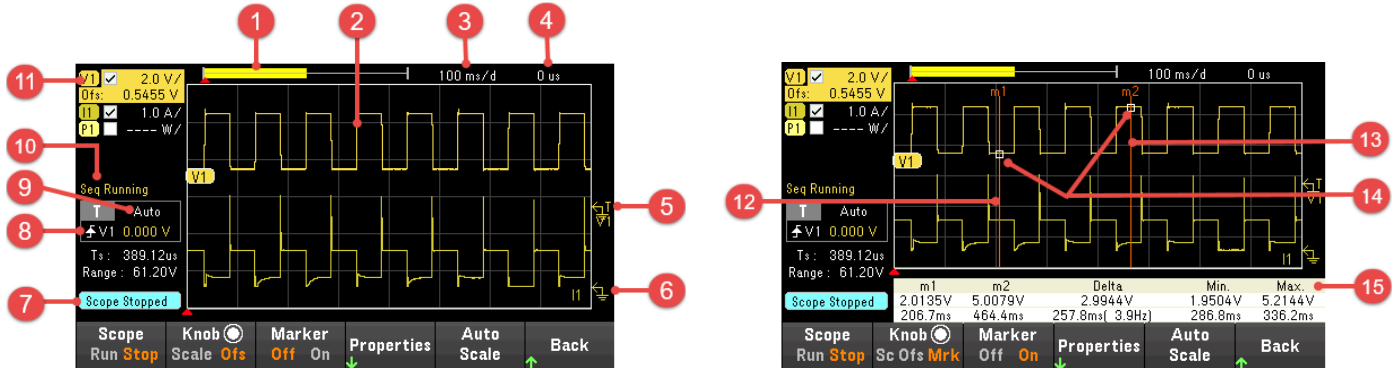 1
2
3
4
11
V1 2.0 V/
Ofs: 0.5455 V
I1 1.0 A/
P1 ---- W/
100 ms/d
0 us
10
V1
Seq Running
9
T Auto
8
V1 0.000 V
Ts: 389.12us
Range: 61.20V
7
Scope Stopped
T
V1
5
I1
6
Scope
Run Stop
Knob
Scale Ofs
Marker
Off On
Properties
Auto
Scale
Back
V1 2.0 V/
Ofs: 0.5455 V
I1 1.0 A/
P1 ---- W/
100 ms/d
0 us
m1
m2
13
V1
Seq Running
14
12
T Auto
V1 0.000 V
T
V1
Ts: 389.12us
Range: 61.20V
I1
Scope Stopped
m1 m2 Delta Min. Max.
2.0135V 5.0079V 2.9944V 1.9504V 5.2144V
206.7ms 464.4ms 257.8ms( 3.9Hz) 286.8ms 336.2ms
15
Scope
Run Stop
Knob
Sc Ofs Mrk
Marker
Off On
Properties
Auto
Scale
Back